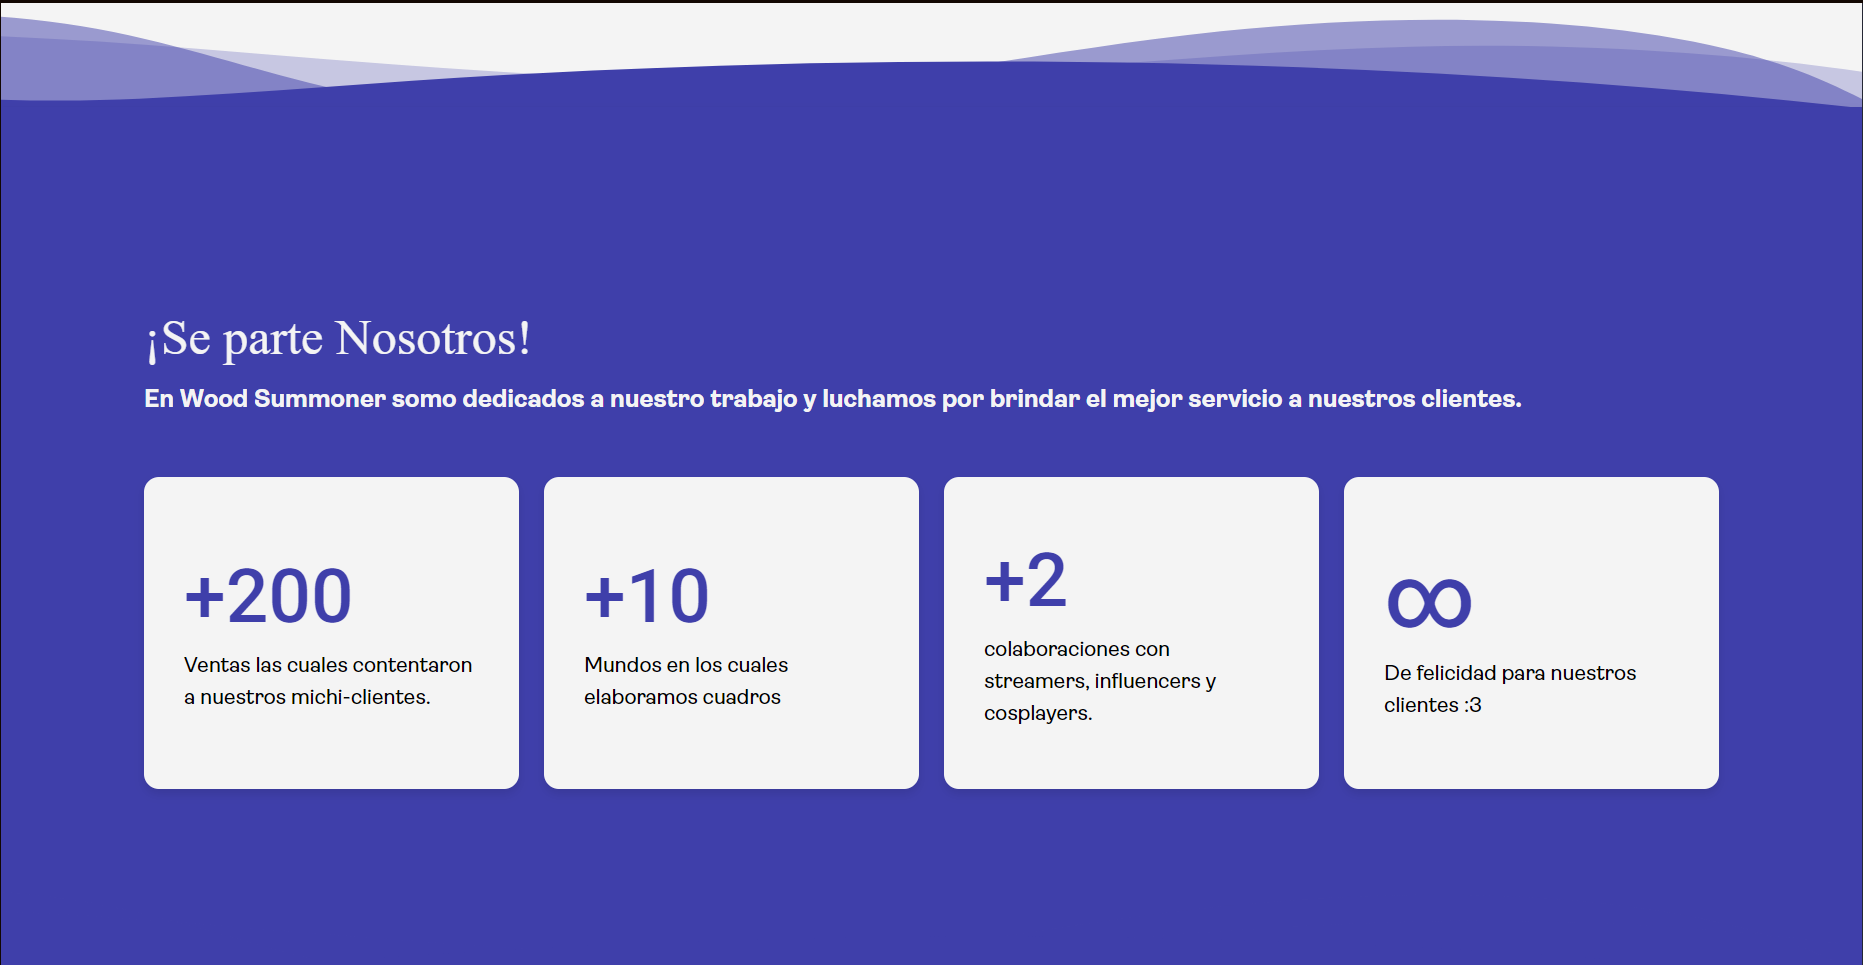 ¡Se parte Nosotros!
En Wood Summoner somo dedicados a nuestro trabajo y luchamos por brindar el mejor servicio a nuestros clientes.
+200
Ventas las cuales contentaron
a nuestros michi-clientes.
+10
Mundos en los cuales
elaboramos cuadros
+2
colaboraciones con
streamers, influencers y
cosplayers.
∞
De felicidad para nuestros
clientes :3